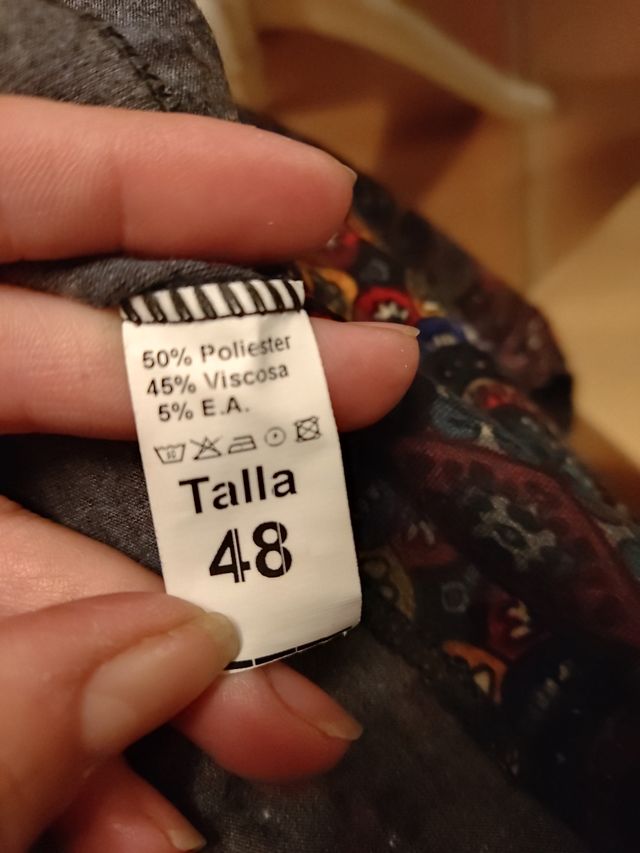 50% Poliester
45% Viscosa
5% E.A.
Talla
48